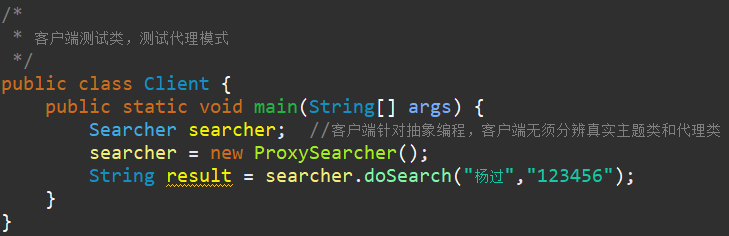 /*
 * 客户端测试类，测试代理模式
 */
public class Client {
    public static void main(String[] args) {
        Searcher searcher;  //客户端针对抽象编程，客户端无须分辨真实主题类和代理类
        searcher = new ProxySearcher();
        String result = searcher.doSearch("杨过","123456");
    }
}